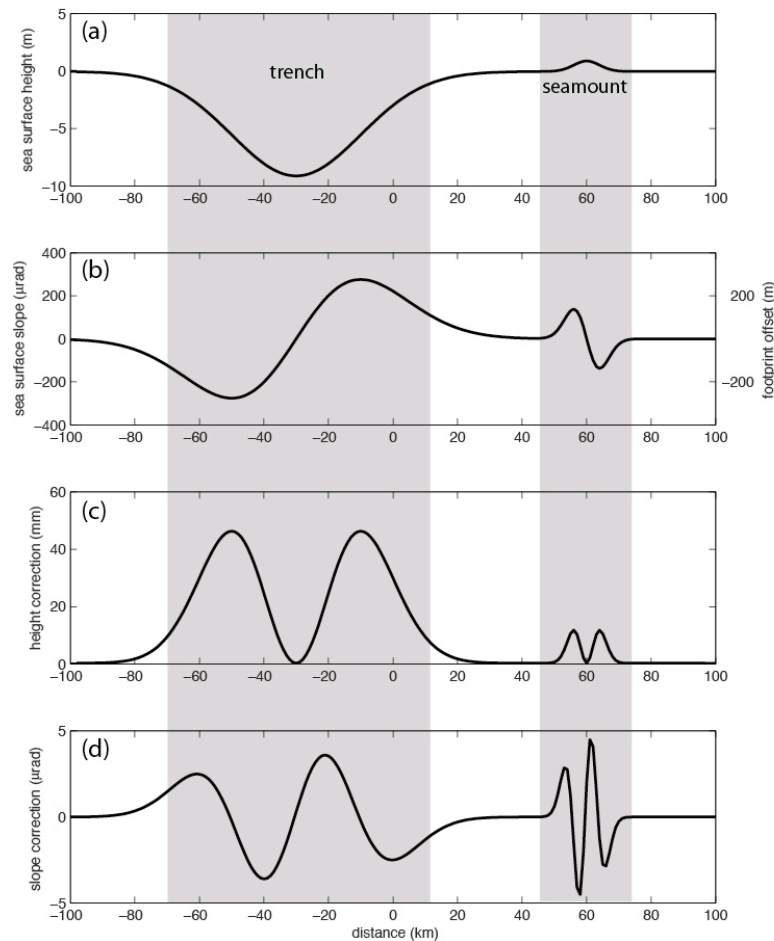 (a)
trench
seamount
sea surface height (m)
5
0
−5
−10
−100 −80 −60 −40 −20 0 20 40 60 80 100
(b)
sea surface slope (μrad)
400
200
0
−200
−400
200
−200
footprint offset (m)
−100 −80 −60 −40 −20 0 20 40 60 80 100
(c)
height correction (mm)
60
40
20
0
−100 −80 −60 −40 −20 0 20 40 60 80 100
(d)
slope correction (μrad)
5
0
−5
−100 −80 −60 −40 −20 0 20 40 60 80 100
distance (km)